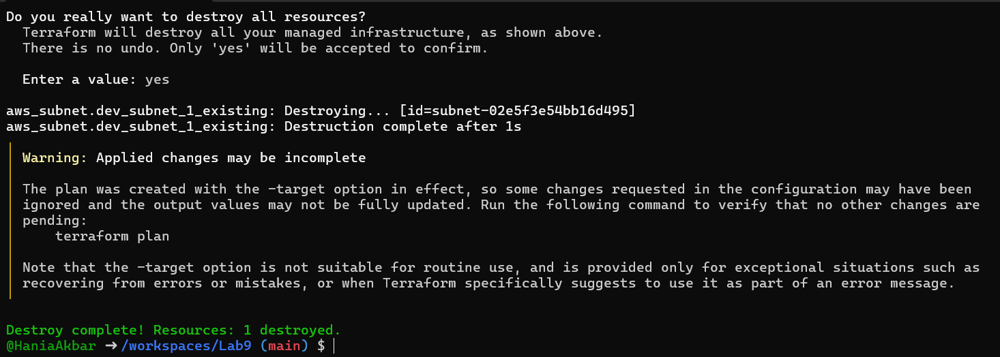 Do you really want to destroy all resources?
  Terraform will destroy all your managed infrastructure, as shown above.
  There is no undo. Only 'yes' will be accepted to confirm.

  Enter a value: yes

aws_subnet.dev_subnet_1_existing: Destroying... [id=subnet-02e5f3e54bb16d495]
aws_subnet.dev_subnet_1_existing: Destruction complete after 1s

  Warning: Applied changes may be incomplete

  The plan was created with the -target option in effect, so some changes requested in the configuration may have been
  ignored and the output values may not be fully updated. Run the following command to verify that no other changes are
  pending:
      terraform plan

  Note that the -target option is not suitable for routine use, and is provided only for exceptional situations such as
  recovering from errors or mistakes, or when Terraform specifically suggests to use it as part of an error message.

Destroy complete! Resources: 1 destroyed.
@HaniaAkbar ➜ /workspaces/Lab9 (main) $